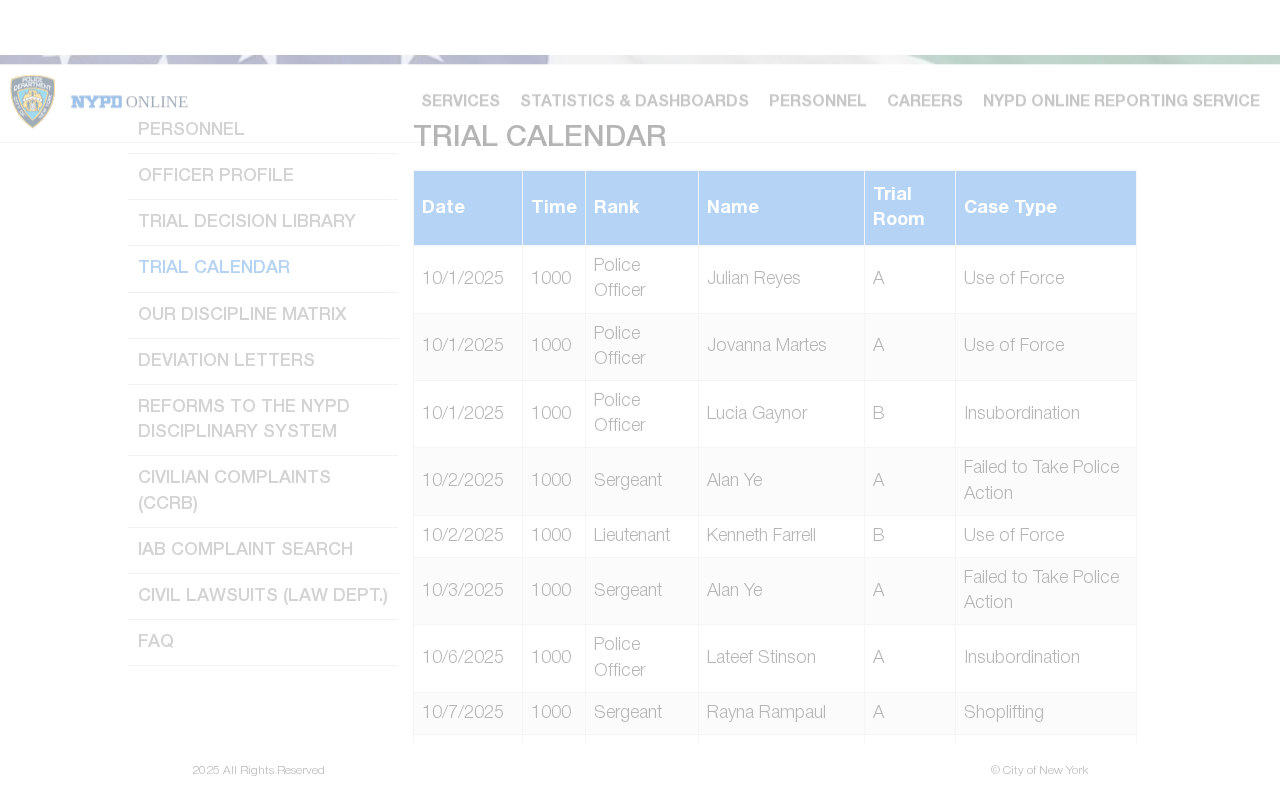 NYPD ONLINE
SERVICES STATISTICS & DASHBOARDS PERSONNEL CAREERS NYPD ONLINE REPORTING SERVICE
PERSONNEL
OFFICER PROFILE
TRIAL DECISION LIBRARY
TRIAL CALENDAR
OUR DISCIPLINE MATRIX
DEVIATION LETTERS
REFORMS TO THE NYPD
DISCIPLINARY SYSTEM
CIVILIAN COMPLAINTS
(CCRB)
IAB COMPLAINT SEARCH
CIVIL LAWSUITS (LAW DEPT.)
FAQ
TRIAL CALENDAR
Date Time Rank Name Trial Room Case Type
10/1/2025 1000 Police Officer Julian Reyes A Use of Force
10/1/2025 1000 Police Officer Jovanna Martes A Use of Force
10/1/2025 1000 Police Officer Lucia Gaynor B Insubordination
10/2/2025 1000 Sergeant Alan Ye A Failed to Take Police Action
10/2/2025 1000 Lieutenant Kenneth Farrell B Use of Force
10/3/2025 1000 Sergeant Alan Ye A Failed to Take Police Action
10/6/2025 1000 Police Officer Lateef Stinson A Insubordination
10/7/2025 1000 Sergeant Rayna Rampaul A Shoplifting
2025 All Rights Reserved
© City of New York